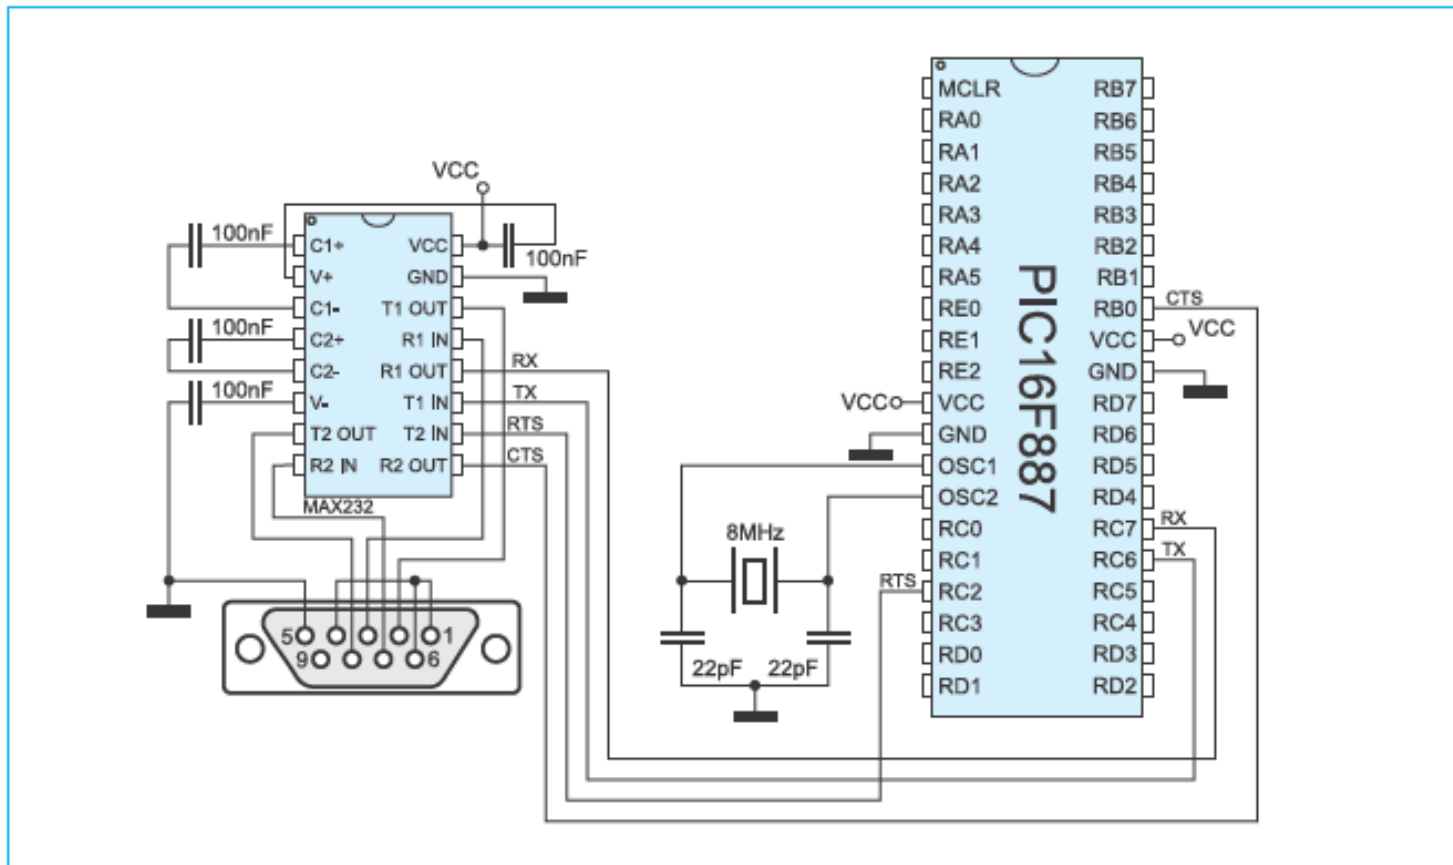 VCC
100nF
C1+
VCC
100nF
V+
GND
C1-
T1 OUT
100nF
C2+
R1 IN
C2-
R1 OUT
RX
100nF
V-
T1 IN
TX
T2 OUT
T2 IN
RTS
R2 IN
R2 OUT
CTS
MAX232
5
1
9
6
8MHz
22pF
22pF
PIC16F887
MCLR
RB7
RA0
RB6
RA1
RB5
RA2
RB4
RA3
RB3
RA4
RB2
RA5
RB1
RE0
RB0
CTS
RE1
VCC
VCC
RE2
GND
VCC
VCC
RD7
GND
RD6
OSC1
RD5
OSC2
RD4
RC0
RC7
RX
RC1
RC6
TX
RTS
RC2
RC5
RC3
RC4
RD0
RD3
RD1
RD2